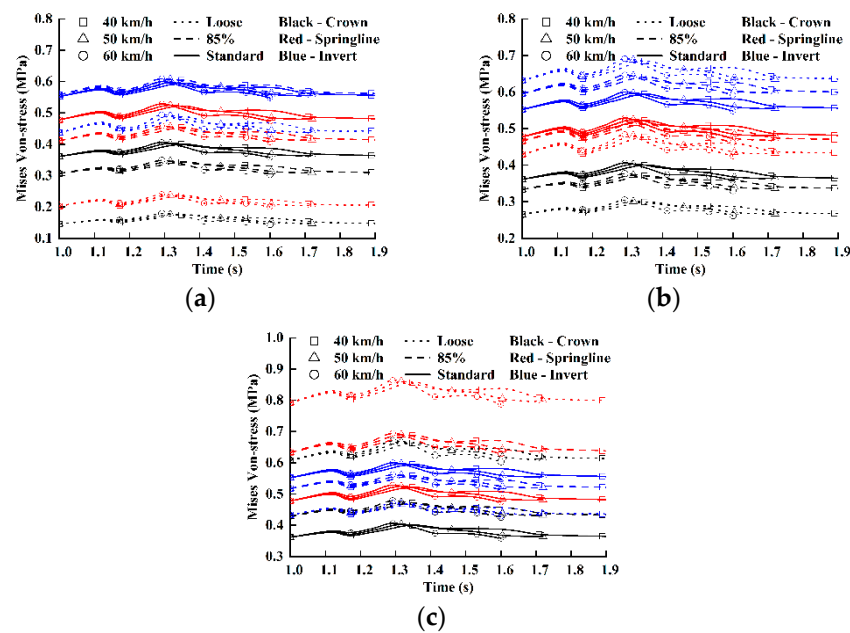 (a)
(b)
40 km/h Loose Black - Crown
50 km/h 85% Red - Springline
60 km/h Standard Blue - Invert
Mises Von-stress (MPa)
0.8
0.7
0.6
0.5
0.4
0.3
0.2
0.1
1.0 1.1 1.2 1.3 1.4 1.5 1.6 1.7 1.8 1.9
Time (s)
(a)
40 km/h Loose Black - Crown
50 km/h 85% Red - Springline
60 km/h Standard Blue - Invert
Mises Von-stress (MPa)
0.8
0.7
0.6
0.5
0.4
0.3
0.2
1.0 1.1 1.2 1.3 1.4 1.5 1.6 1.7 1.8 1.9
Time (s)
(b)
40 km/h Loose Black - Crown
50 km/h 85% Red - Springline
60 km/h Standard Blue - Invert
Mises Von-stress (MPa)
1.0
0.9
0.8
0.7
0.6
0.5
0.4
0.3
1.0 1.1 1.2 1.3 1.4 1.5 1.6 1.7 1.8 1.9
Time (s)
(c)